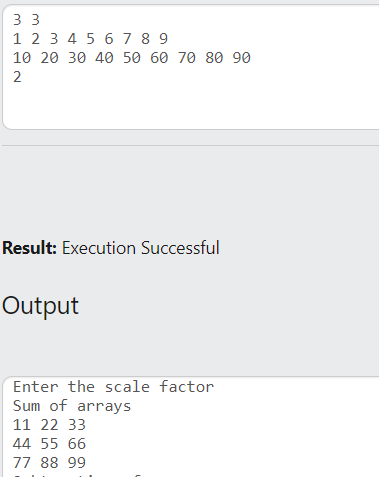 3 3
1 2 3 4 5 6 7 8 9
10 20 30 40 50 60 70 80 90
2
Result: Execution Successful
Output
Enter the scale factor
Sum of arrays
11 22 33
44 55 66
77 88 99